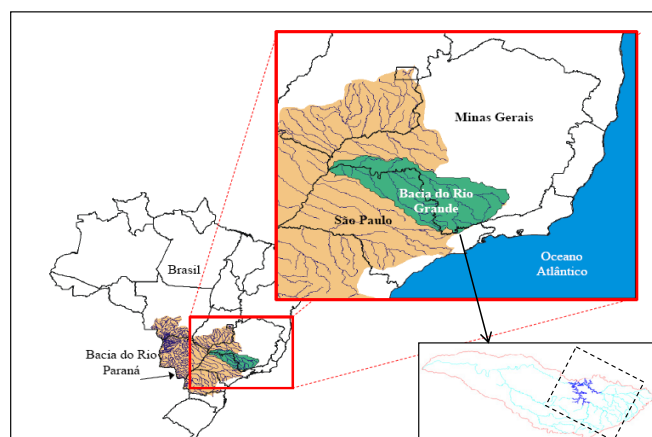 Minas Gerais
Bacia do Rio
Grande
São Paulo
Oceano
Atlântico
Brasil
Bacia do Rio
Paraná